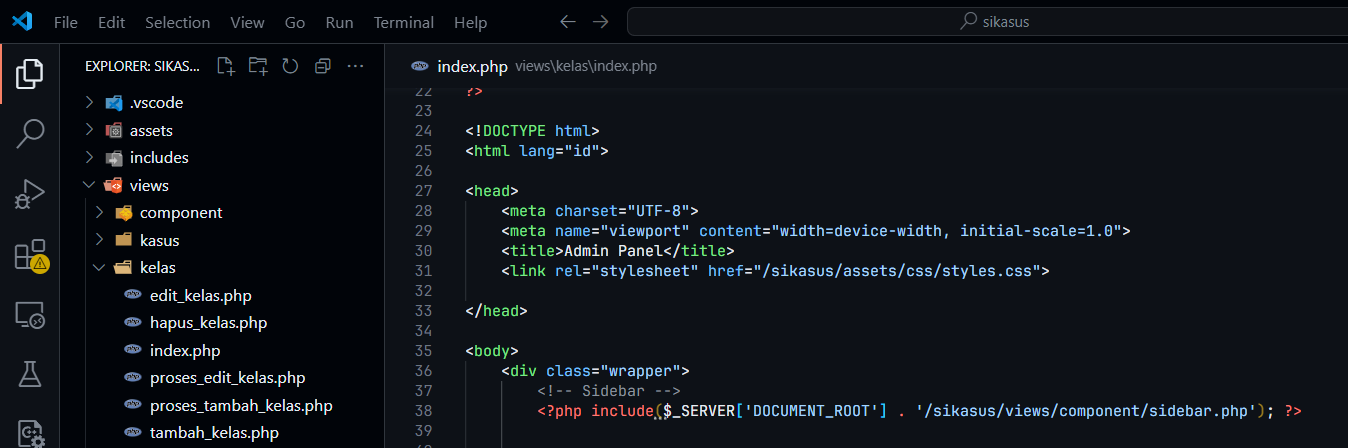 File Edit Selection View Go Run Terminal Help
sikasus
EXPLORER: SIKAS...
.vscode
assets
includes
views
component
kasus
kelas
edit_kelas.php
hapus_kelas.php
index.php
proses_edit_kelas.php
proses_tambah_kelas.php
tambah_kelas.php
index.php views\kelas\index.php
22 ?>
23
24 <!DOCTYPE html>
25 <html lang="id">
26
27 <head>
28 <meta charset="UTF-8">
29 <meta name="viewport" content="width=device-width, initial-scale=1.0">
30 <title>Admin Panel</title>
31 <link rel="stylesheet" href="/sikasus/assets/css/styles.css">
32
33 </head>
34
35 <body>
36 <div class="wrapper">
37 <!-- Sidebar -->
38 <?php include($_SERVER['DOCUMENT_ROOT'] . '/sikasus/views/component/sidebar.php'); ?>
39